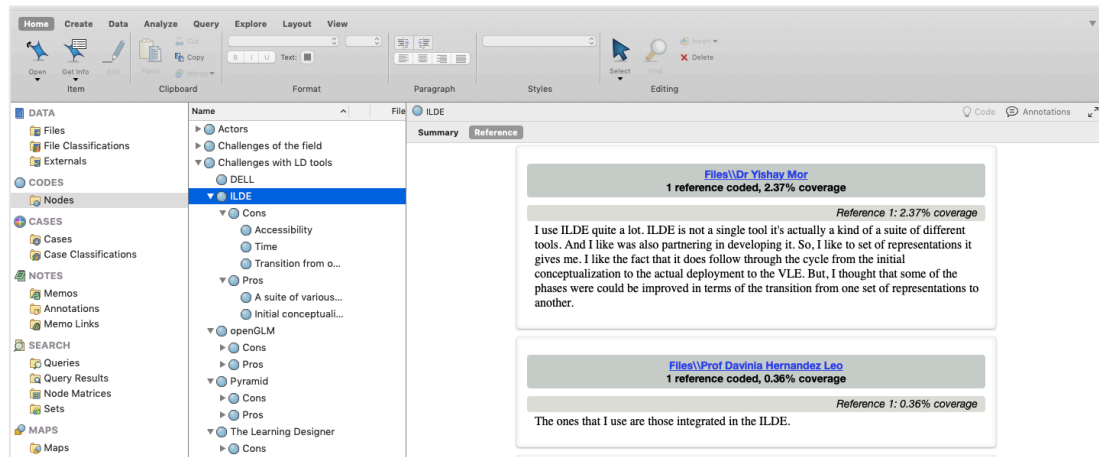 Home Create Data Analyze Query Explore Layout View
Open Get Info Edit Paste Cut Copy Merge B I U Text: Select Find Insert Delete
Item Clipboard Format Paragraph Styles Editing
DATA
Files
File Classifications
Externals
CODES
Nodes
CASES
Cases
Case Classifications
NOTES
Memos
Annotations
Memo Links
SEARCH
Queries
Query Results
Node Matrices
Sets
MAPS
Maps
Name File
Actors
Challenges of the field
Challenges with LD tools
DELL
ILDE
Cons
Accessibility
Time
Transition from o...
Pros
A suite of various...
Initial conceptuali...
openGLM
Cons
Pros
Pyramid
Cons
Pros
The Learning Designer
Cons
ILDE Code Annotations
Summary Reference
Files\\Dr Yishay Mor
1 reference coded, 2.37% coverage
Reference 1: 2.37% coverage
I use ILDE quite a lot. ILDE is not a single tool it's actually a kind of a suite of different
tools. And I like was also partnering in developing it. So, I like to set of representations it
gives me. I like the fact that it does follow through the cycle from the initial
conceptualization to the actual deployment to the VLE. But, I thought that some of the
phases were could be improved in terms of the transition from one set of representations to
another.
Files\\Prof Davinia Hernandez Leo
1 reference coded, 0.36% coverage
Reference 1: 0.36% coverage
The ones that I use are those integrated in the ILDE.